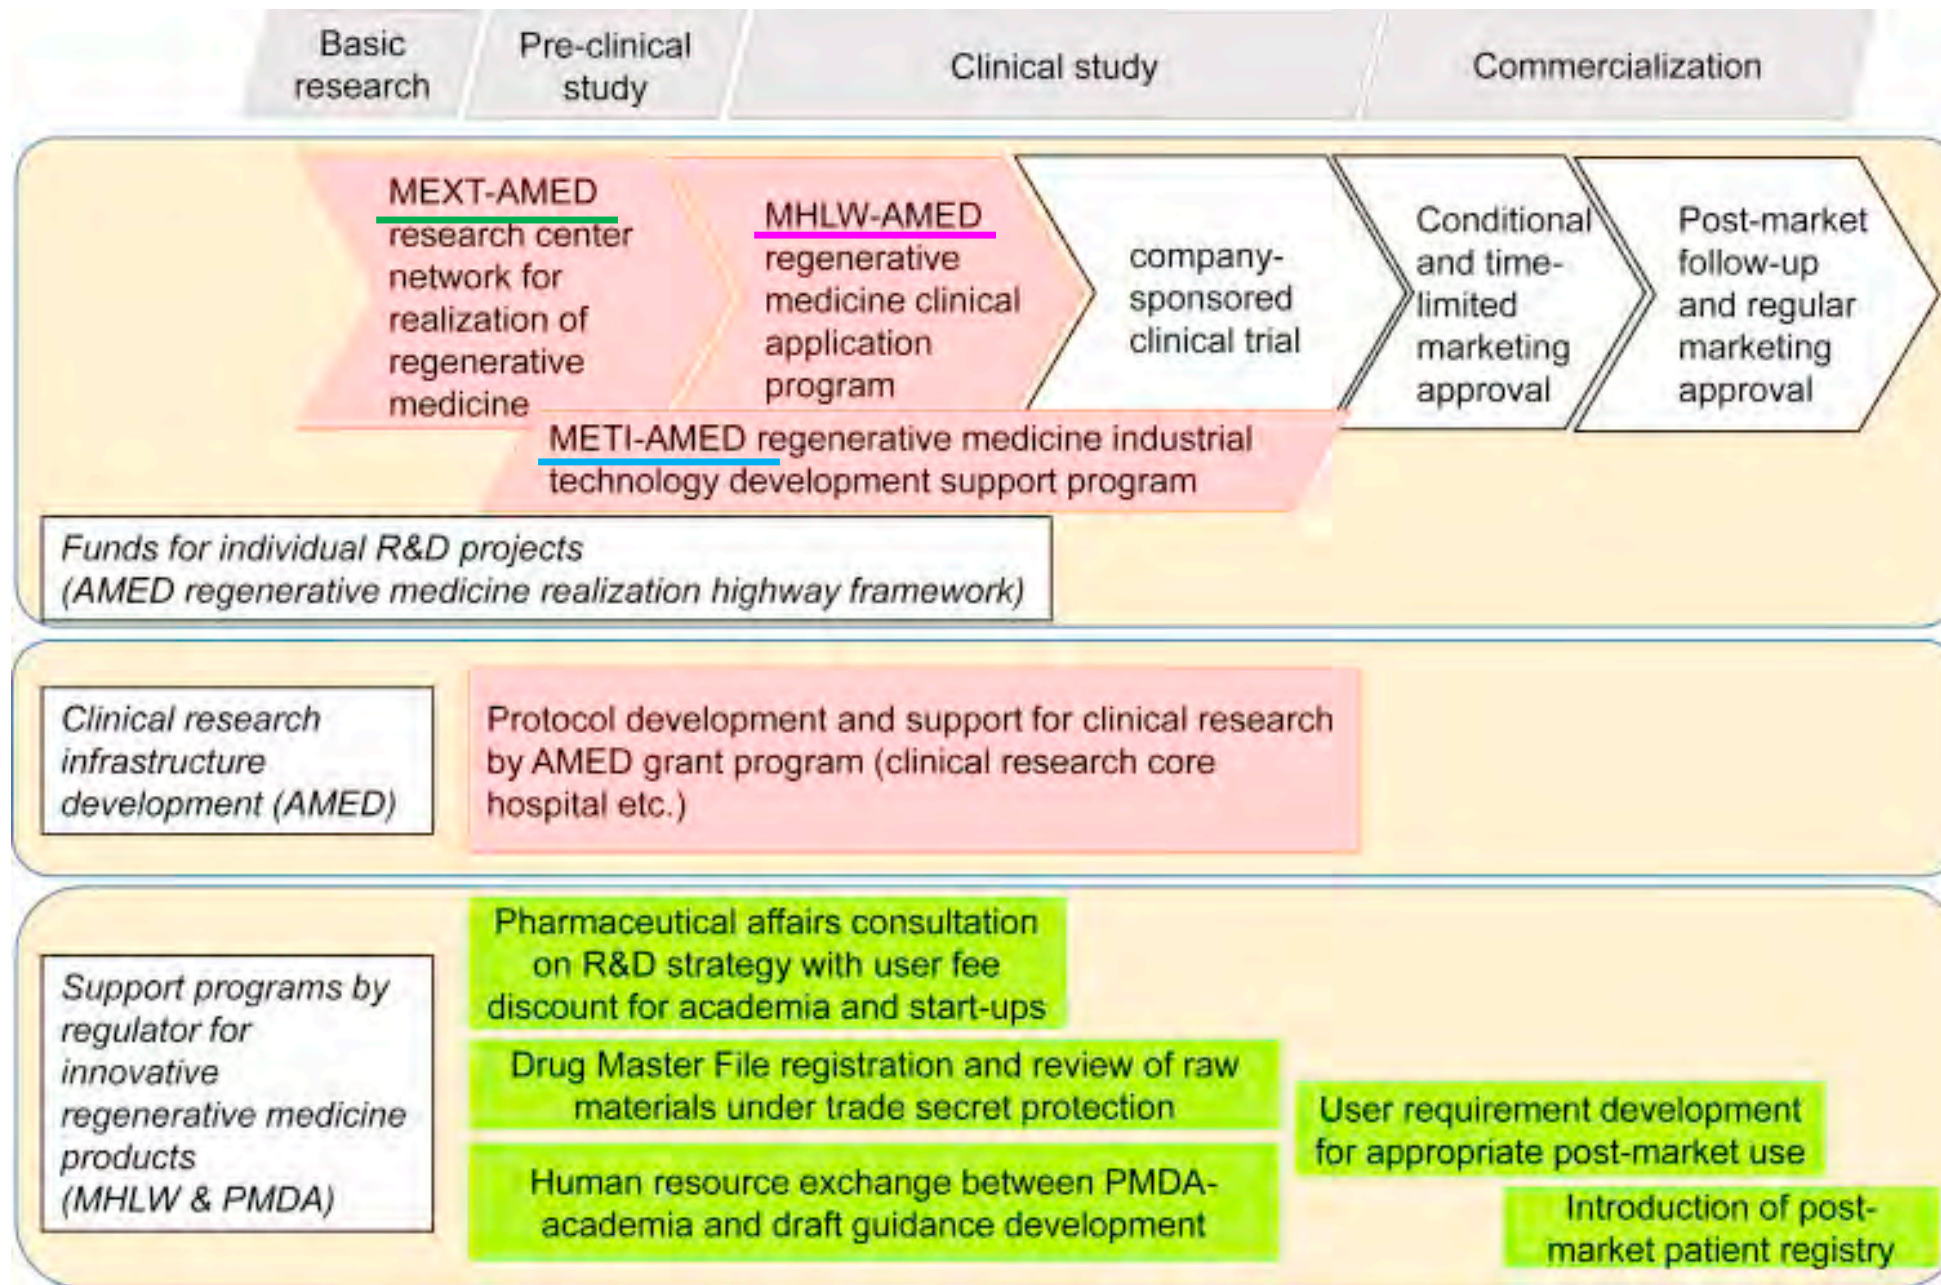 Basic
research
Pre-clinical
study
Clinical study
Commercialization
MEXT-AMED
research center
network for
realization of
regenerative
medicine
MHLW-AMED
regenerative
medicine clinical
application
program
company-
sponsored
clinical trial
Conditional
and time-
limited
marketing
approval
Post-market
follow-up
and regular
marketing
approval
METI-AMED regenerative medicine industrial
technology development support program
Funds for individual R&D projects
(AMED regenerative medicine realization highway framework)
Clinical research
infrastructure
development (AMED)
Protocol development and support for clinical research
by AMED grant program (clinical research core
hospital etc.)
Support programs by
regulator for
innovative
regenerative medicine
products
(MHLW & PMDA)
Pharmaceutical affairs consultation
on R&D strategy with user fee
discount for academia and start-ups
Drug Master File registration and review of raw
materials under trade secret protection
Human resource exchange between PMDA-
academia and draft guidance development
User requirement development
for appropriate post-market use
Introduction of post-
market patient registry